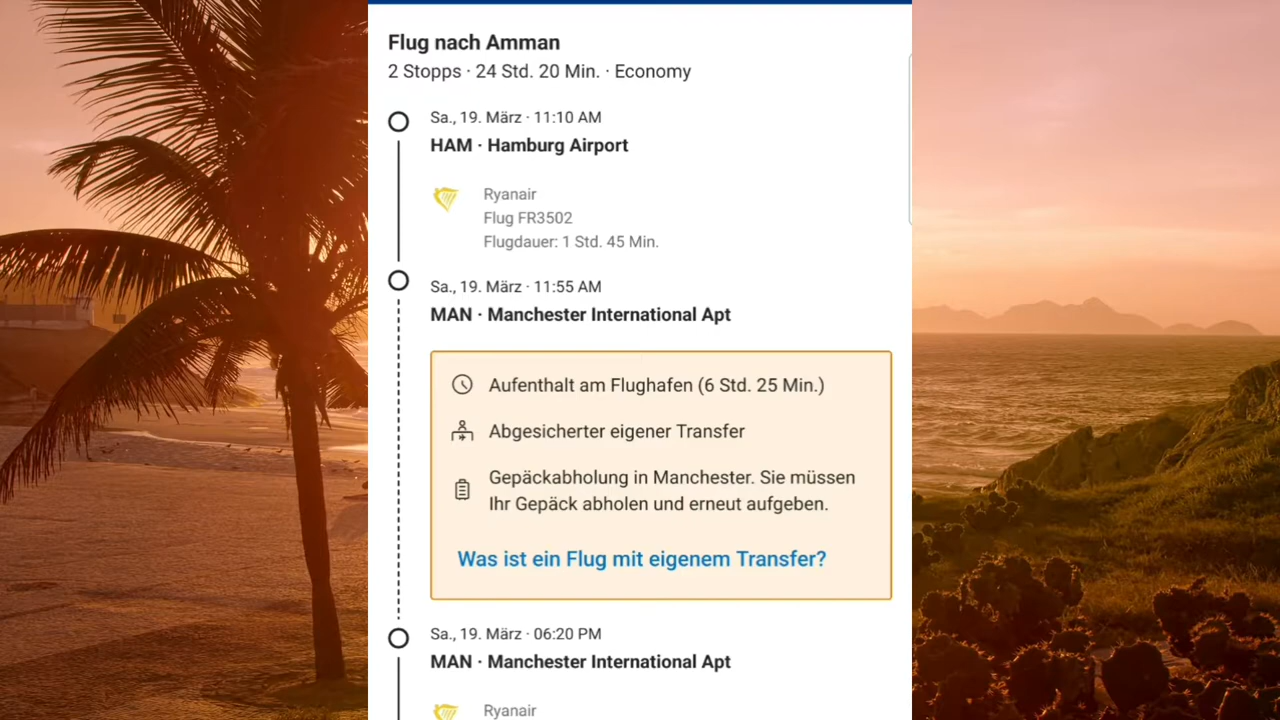 Flug nach Amman
2 Stopps · 24 Std. 20 Min. · Economy
Sa., 19. März · 11:10 AM
HAM · Hamburg Airport
Ryanair
Flug FR3502
Flugdauer: 1 Std. 45 Min.
Sa., 19. März · 11:55 AM
MAN · Manchester International Apt
Aufenthalt am Flughafen (6 Std. 25 Min.)
Abgesicherter eigener Transfer
Gepäckabholung in Manchester. Sie müssen
Ihr Gepäck abholen und erneut aufgeben.
Was ist ein Flug mit eigenem Transfer?
Sa., 19. März · 06:20 PM
MAN · Manchester International Apt
Ryanair